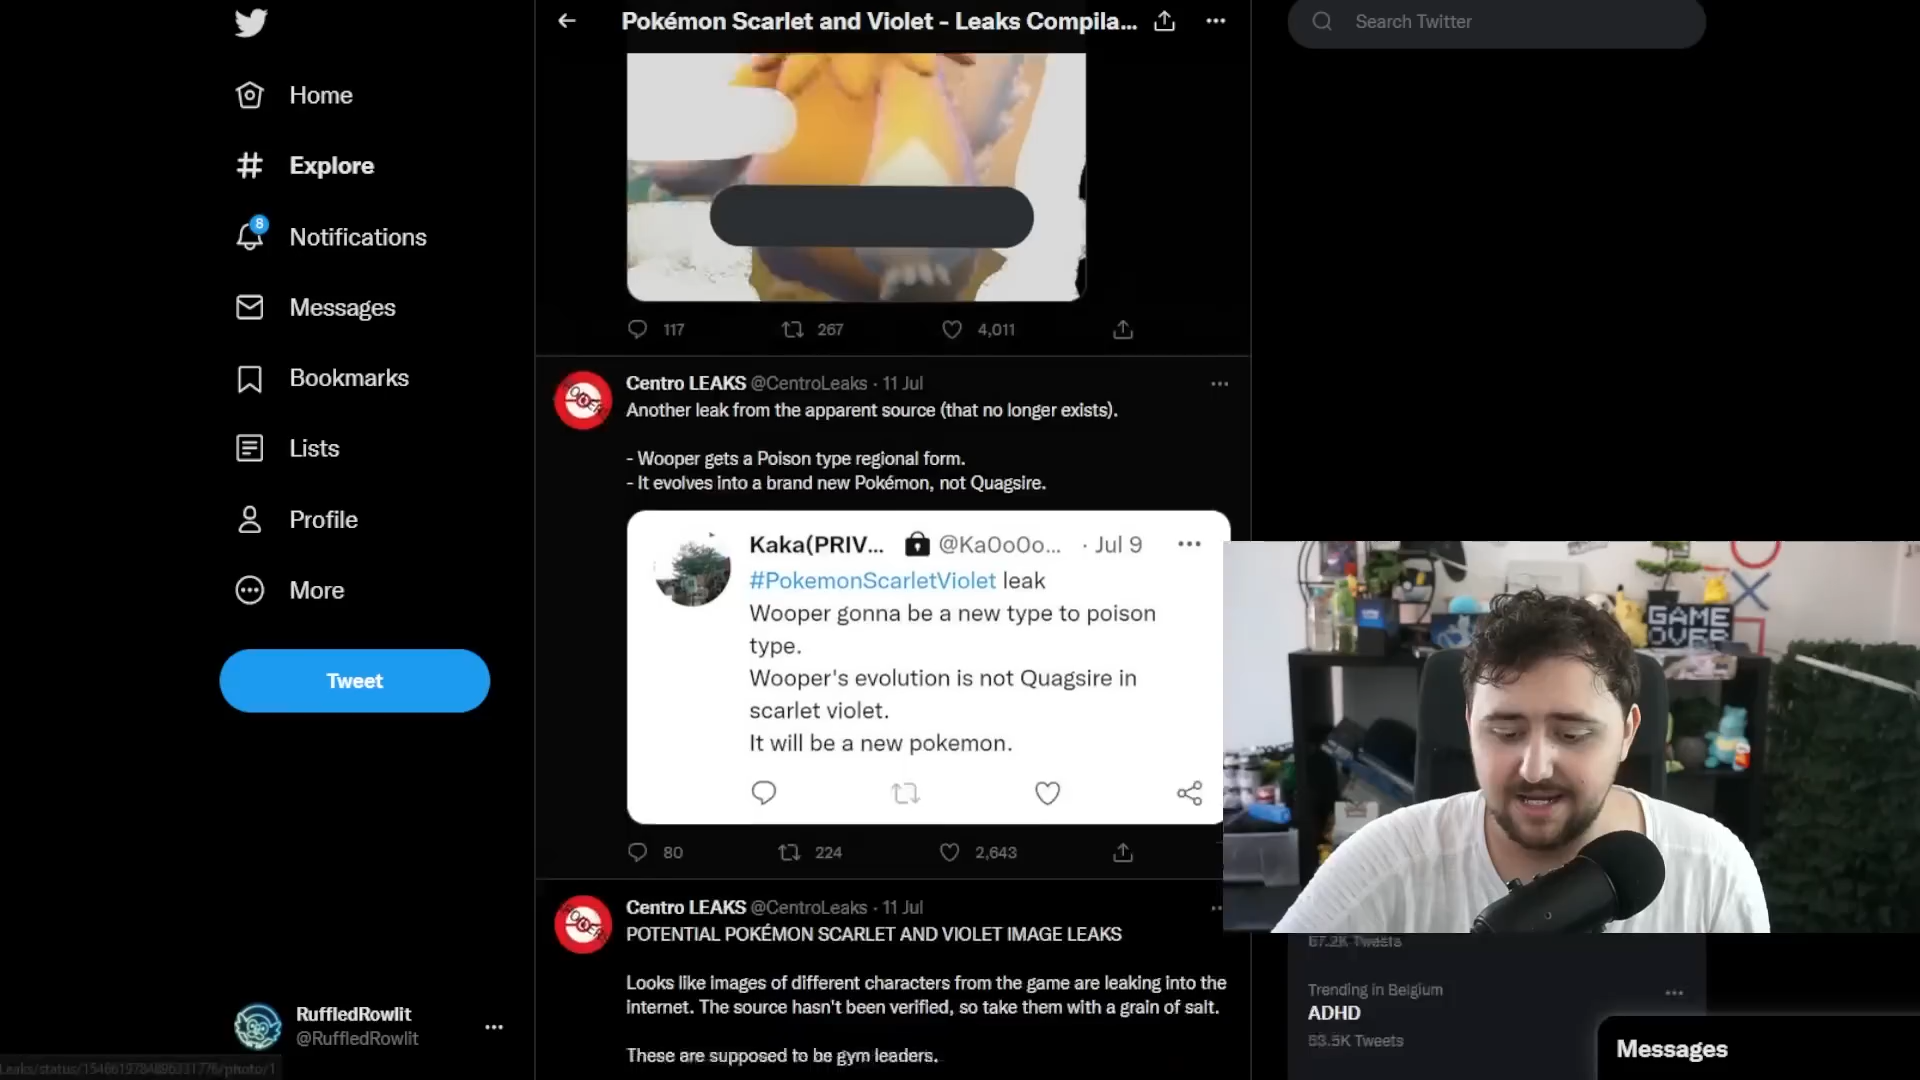 Pokémon Scarlet and Violet - Leaks Compila...
Search Twitter
Home
Explore
8
Notifications
Messages
Bookmarks
Lists
Profile
More
Tweet
RuffledRowlit
@RuffledRowlit
117
267
4,011
Centro LEAKS @CentroLeaks · 11 Jul
Another leak from the apparent source (that no longer exists).
- Wooper gets a Poison type regional form.
- It evolves into a brand new Pokémon, not Quagsire.
Kaka(PRIV... @Ka0o0o... · Jul 9
#PokemonScarletViolet leak
Wooper gonna be a new type to poison
type.
Wooper's evolution is not Quagsire in
scarlet violet.
It will be a new pokemon.
80
224
2,643
Centro LEAKS @CentroLeaks · 11 Jul
POTENTIAL POKÉMON SCARLET AND VIOLET IMAGE LEAKS
Looks like images of different characters from the game are leaking into the
internet. The source hasn't been verified, so take them with a grain of salt.
These are supposed to be gym leaders.
GAME
OVER
67.2K Tweets
Trending in Belgium
ADHD
53.5K Tweets
Messages